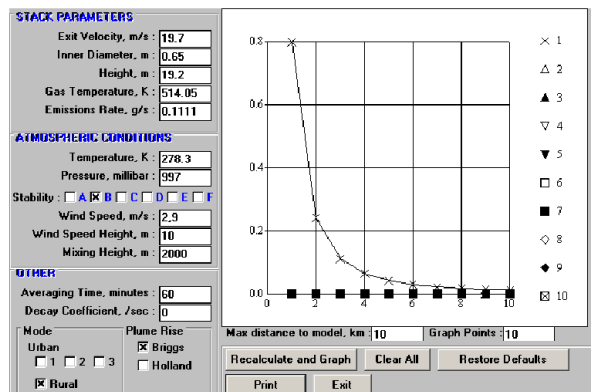 STACK PARAMETERS
Exit Velocity, m/s : 19.7
Inner Diameter, m : 0.65
Height, m : 19.2
Gas Temperature, K : 514.05
Emissions Rate, g/s : 0.1111
ATMOSPHERIC CONDITIONS
Temperature, K : 278.3
Pressure, millibar : 997
Stability : A B C D E F
Wind Speed, m/s : 2.9
Wind Speed Height, m : 10
Mixing Height, m : 2000
OTHER
Averaging Time, minutes : 60
Decay Coefficient, /sec : 0
Mode
Urban
1 2 3
Rural
Plume Rise
Briggs
Holland
0.8
0.6
0.4
0.2
0.0
0 2 4 6 8 10
1
2
3
4
5
6
7
8
9
10
Max distance to model, km : 10 Graph Points : 10
Recalculate and Graph Clear All Restore Defaults
Print Exit